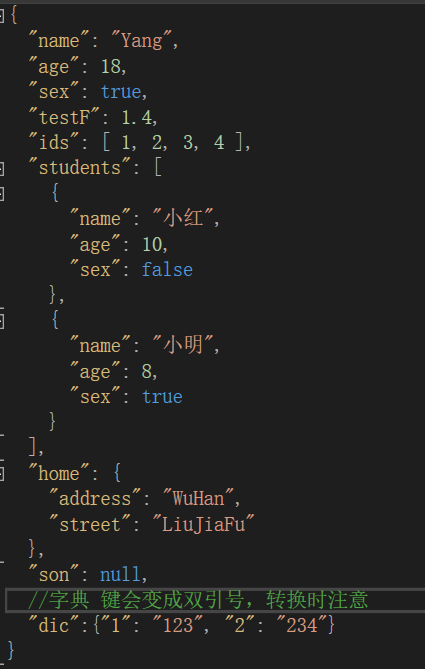 {
  "name": "Yang",
  "age": 18,
  "sex": true,
  "testF": 1.4,
  "ids": [ 1, 2, 3, 4 ],
  "students": [
    {
      "name": "小红",
      "age": 10,
      "sex": false
    },
    {
      "name": "小明",
      "age": 8,
      "sex": true
    }
  ],
  "home": {
    "address": "WuHan",
    "street": "LiuJiaFu"
  },
  "son": null,
  //字典 键会变成双引号，转换时注意
  "dic":{"1": "123", "2": "234"}
}